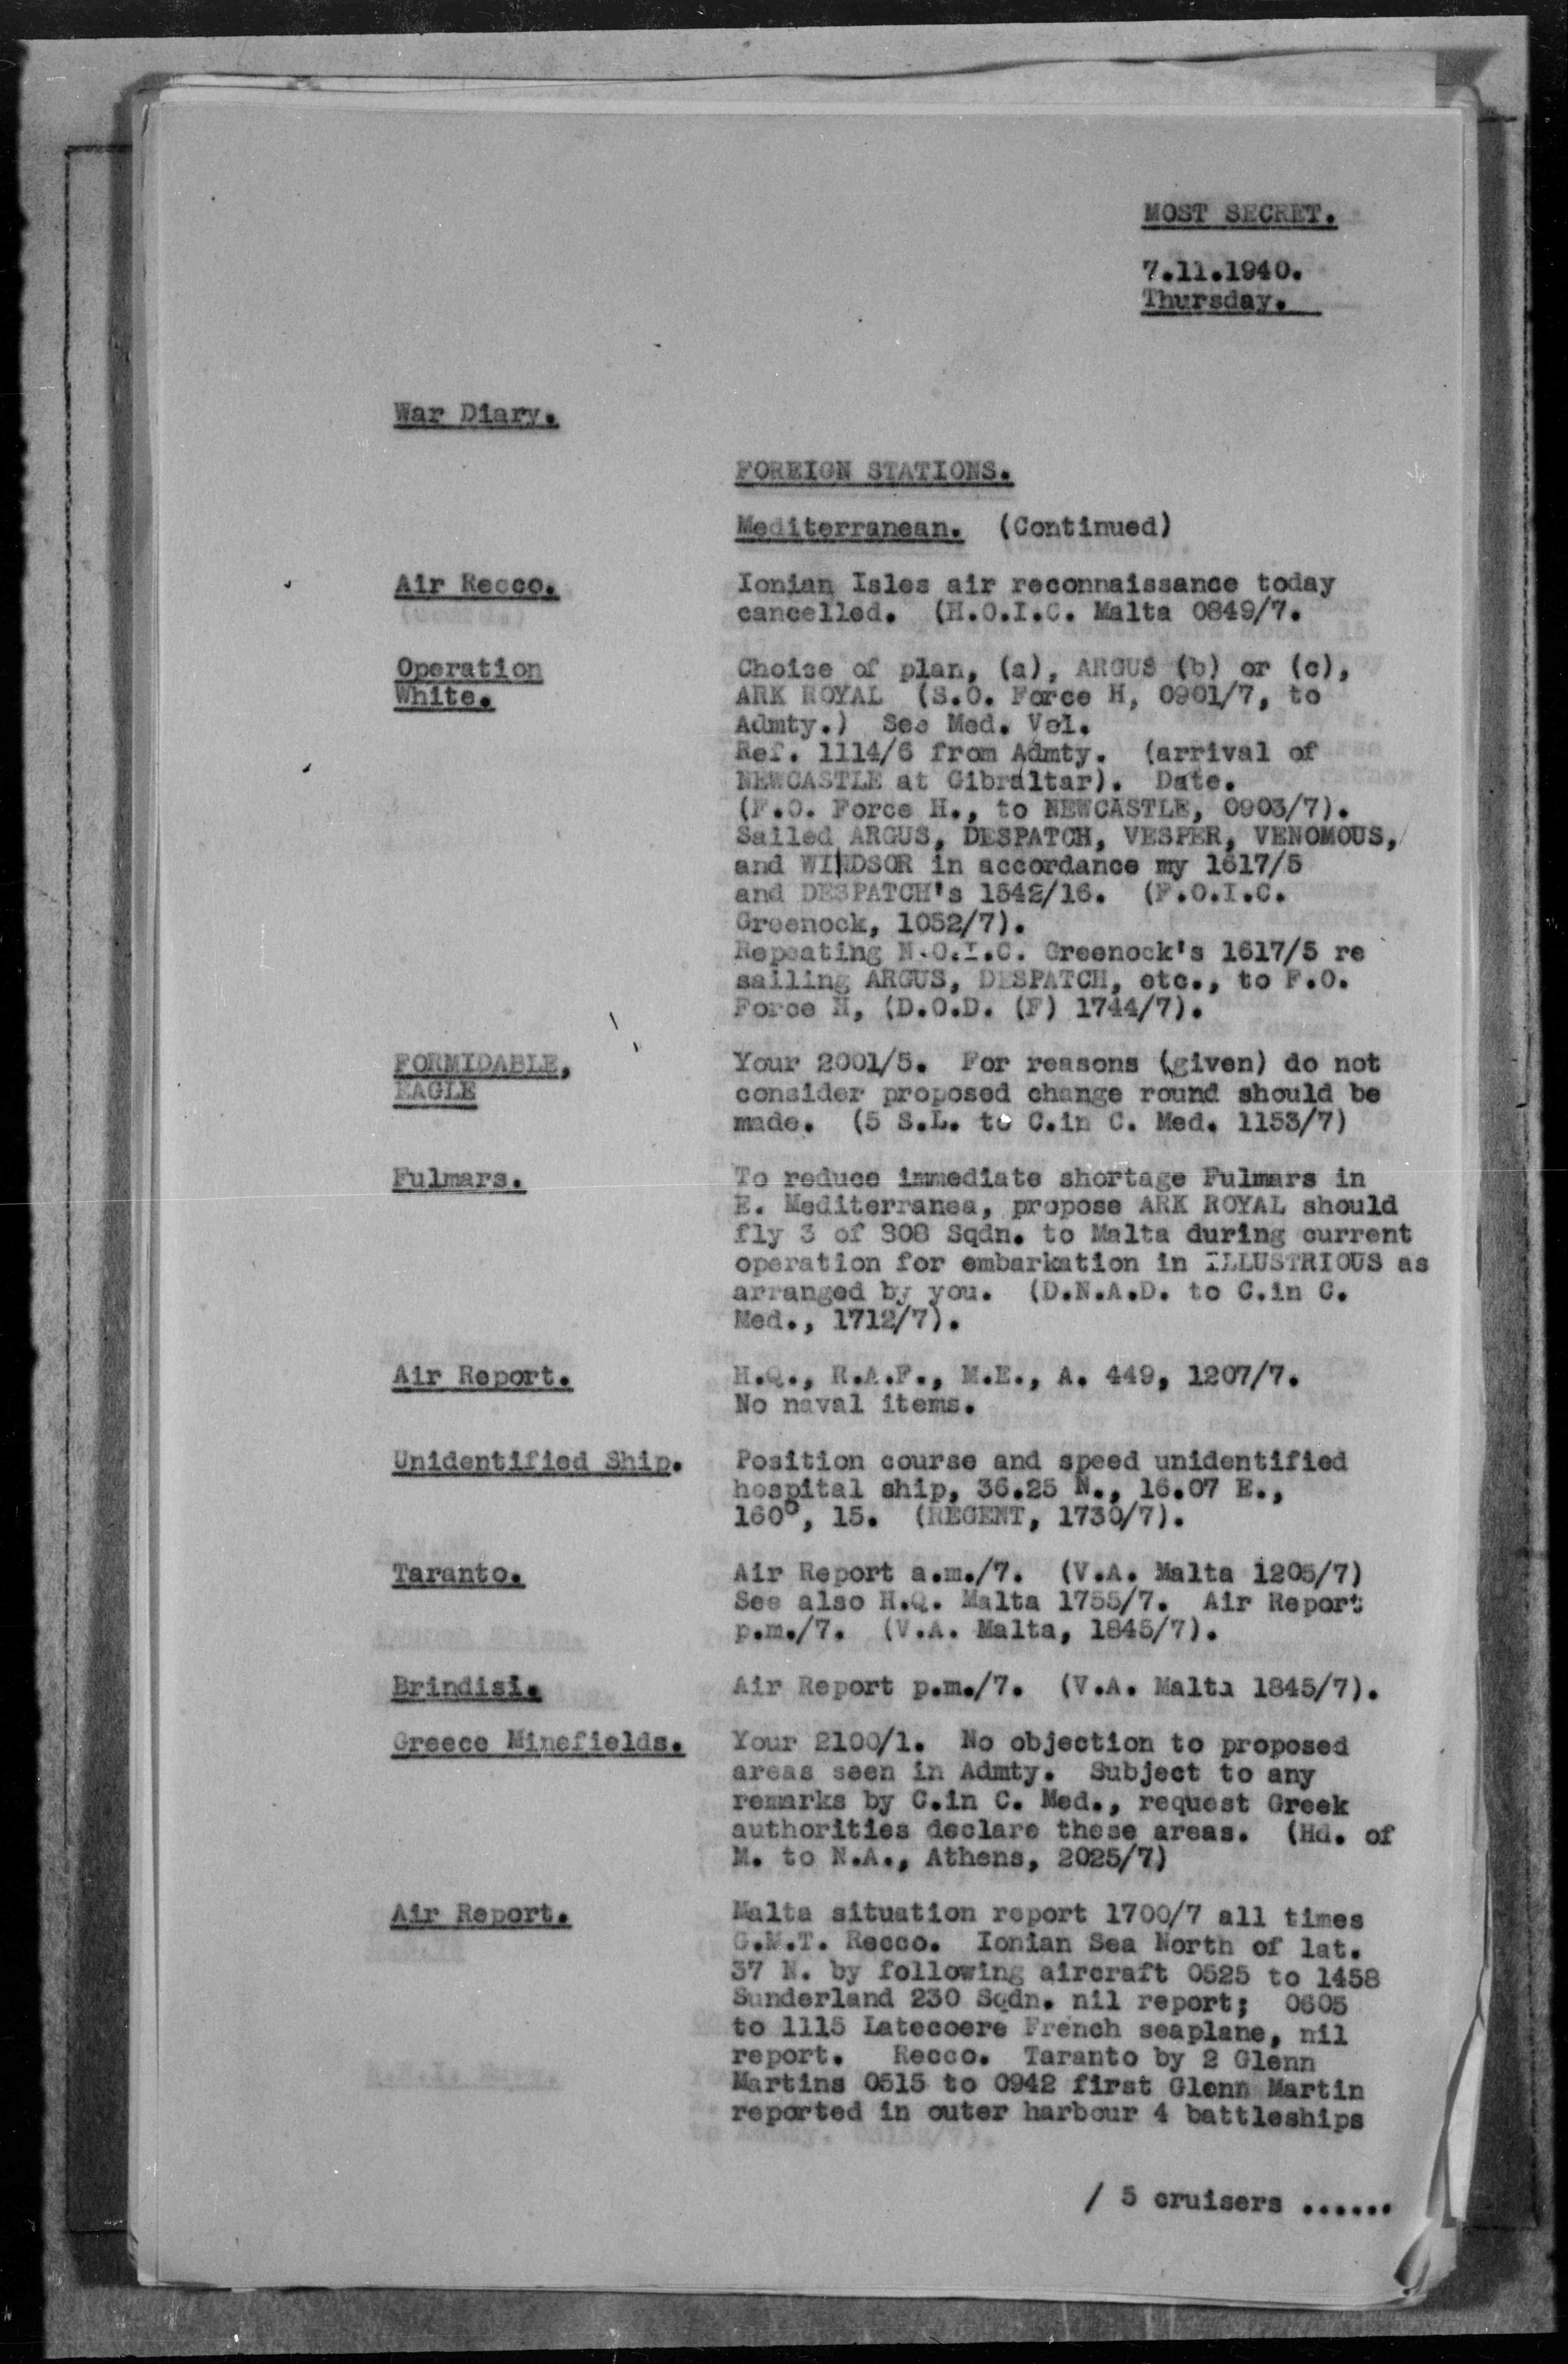 MOST SECRET.
7.11.1940.
Thursday.
War Diary.
FOREIGN STATIONS.
Mediterranean. (Continued)
Air Recco.
Ionian Isles air reconnaissance today
cancelled. (H.O.I.C. Malta 0849/7.
Operation
White.
Choise of plan, (a), ARGUS (b) or (c),
ARK ROYAL (S.O. Force H, 0901/7, to
Admty.) See Med. Vol.
Ref. 1114/6 from Admty. (arrival of
NEWCASTLE at Gibraltar). Date.
(F.O. Force H., to NEWCASTLE, 0903/7).
Sailed ARGUS, DESPATCH, VESPER, VENOMOUS,
and WINDSOR in accordance my 1617/5
and DESPATCH's 1542/16. (F.O.I.C.
Greenock, 1052/7).
Repeating N.O.I.C. Greenock's 1617/5 re
sailing ARGUS, DESPATCH, etc., to F.O.
Force H, (D.O.D. (F) 1744/7).
FORMIDABLE,
EAGLE
Your 2001/5. For reasons (given) do not
consider proposed change round should be
made. (5 S.L. to C.in C. Med. 1153/7)
Fulmars.
To reduce immediate shortage Fulmars in
E. Mediterranea, propose ARK ROYAL should
fly 3 of 808 Sqdn. to Malta during current
operation for embarkation in ILLUSTRIOUS as
arranged by you. (D.N.A.D. to C.in C.
Med., 1712/7).
Air Report.
H.Q., R.A.F., M.E., A. 449, 1207/7.
No naval items.
Unidentified Ship.
Position course and speed unidentified
hospital ship, 36.25 N., 16.07 E.,
160°, 15. (REGENT, 1730/7).
Taranto.
Air Report a.m./7. (V.A. Malta 1205/7)
See also H.Q. Malta 1755/7. Air Report
p.m./7. (V.A. Malta, 1845/7).
Brindisi.
Air Report p.m./7. (V.A. Malta 1845/7).
Greece Minefields.
Your 2100/1. No objection to proposed
areas seen in Admty. Subject to any
remarks by C.in C. Med., request Greek
authorities declare these areas. (Hd. of
M. to N.A., Athens, 2025/7)
Air Report.
Malta situation report 1700/7 all times
G.M.T. Recco. Ionian Sea North of lat.
37 N. by following aircraft 0525 to 1458
Sunderland 230 Sqdn. nil report; 0605
to 1115 Latecoere French seaplane, nil
report. Recco. Taranto by 2 Glenn
Martins 0515 to 0942 first Glenn Martin
reported in outer harbour 4 battleships
/ 5 cruisers ......